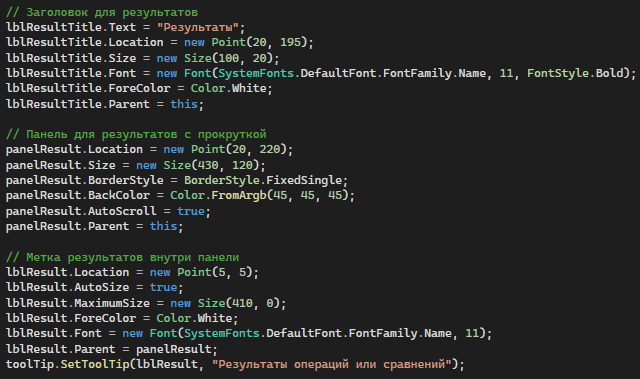 // Заголовок для результатов
lblResultTitle.Text = "Результаты";
lblResultTitle.Location = new Point(20, 195);
lblResultTitle.Size = new Size(100, 20);
lblResultTitle.Font = new Font(SystemFonts.DefaultFont.FontFamily.Name, 11, FontStyle.Bold);
lblResultTitle.ForeColor = Color.White;
lblResultTitle.Parent = this;

// Панель для результатов с прокруткой
panelResult.Location = new Point(20, 220);
panelResult.Size = new Size(430, 120);
panelResult.BorderStyle = BorderStyle.FixedSingle;
panelResult.BackColor = Color.FromArgb(45, 45, 45);
panelResult.AutoScroll = true;
panelResult.Parent = this;

// Метка результатов внутри панели
lblResult.Location = new Point(5, 5);
lblResult.AutoSize = true;
lblResult.MaximumSize = new Size(410, 0);
lblResult.ForeColor = Color.White;
lblResult.Font = new Font(SystemFonts.DefaultFont.FontFamily.Name, 11);
lblResult.Parent = panelResult;
toolTip.SetToolTip(lblResult, "Результаты операций или сравнений");